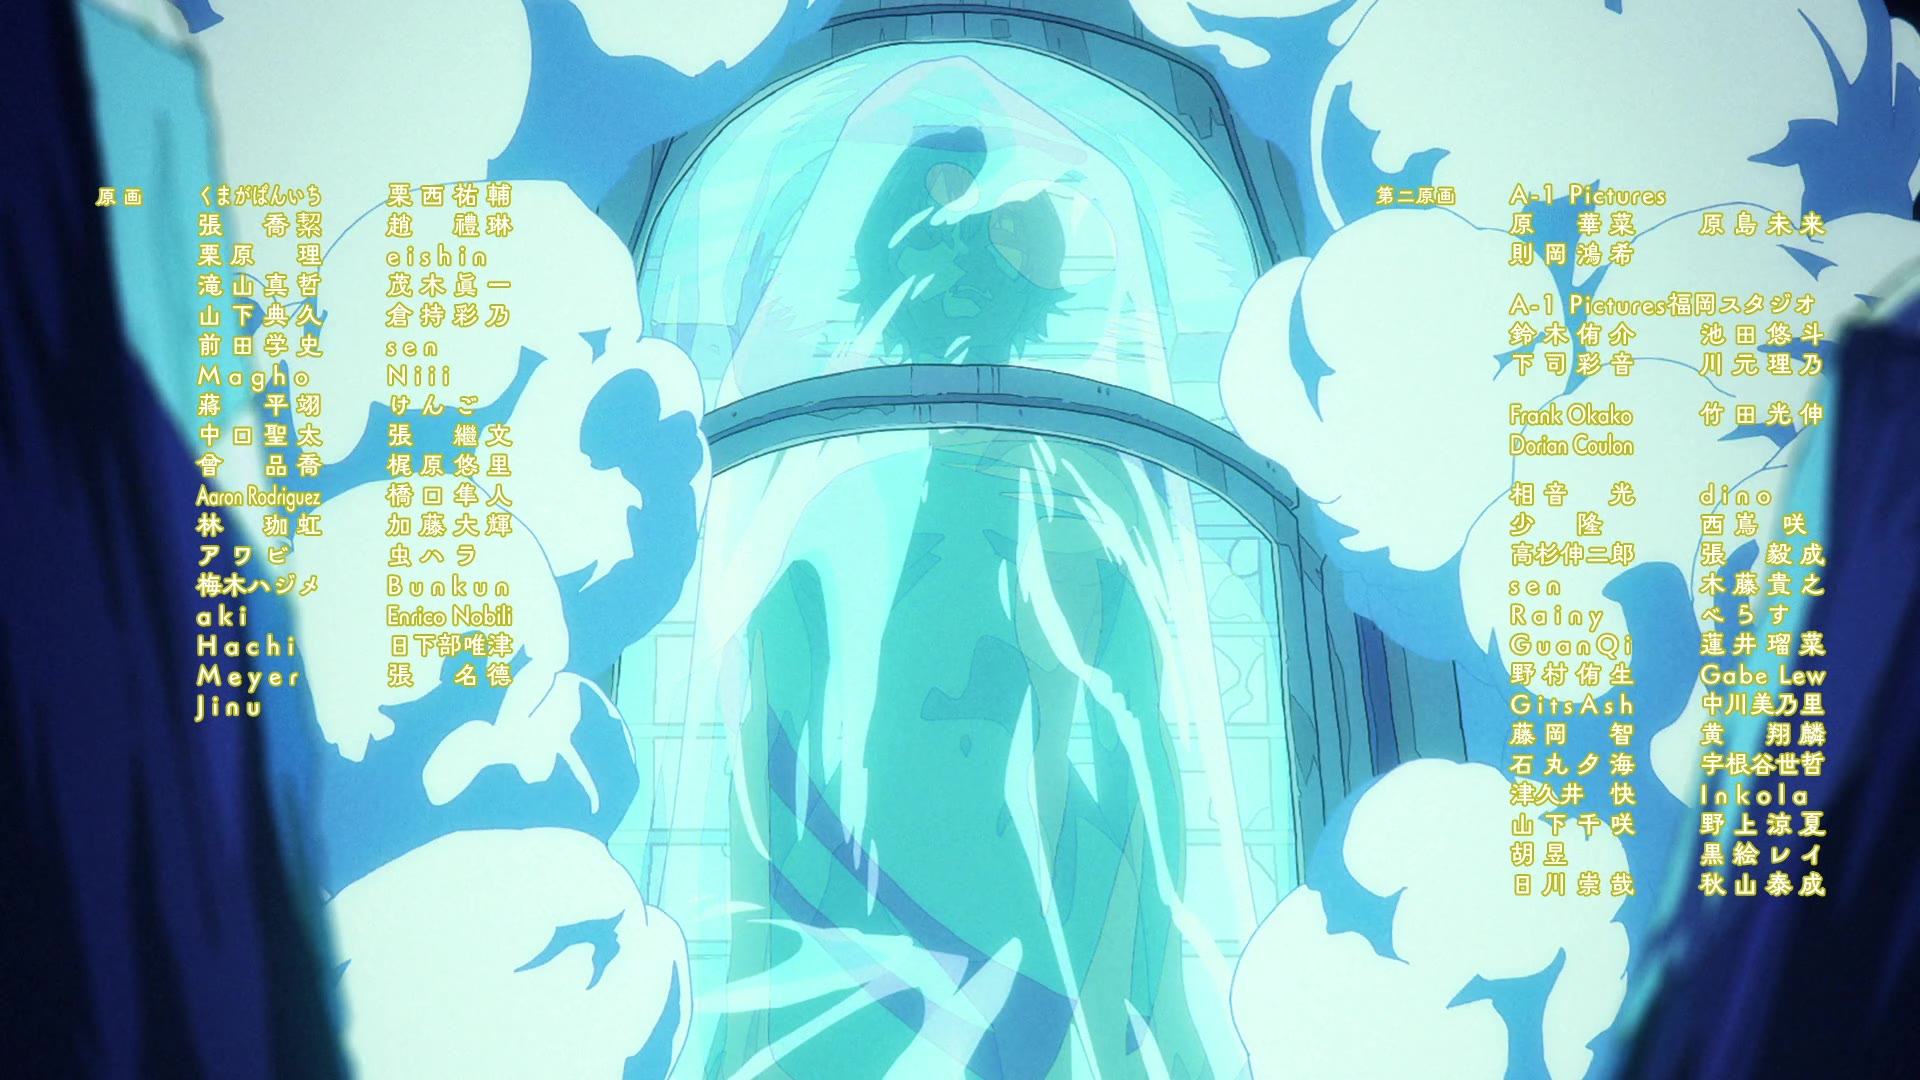 原画
くまがぱんいち 栗西祐輔
張 喬絜 趙 禮琳
栗原 理 eishin
滝山真哲 茂木眞一
山下典久 倉持彩乃
前田学史 sen
Magho Niii
蔣 平翊 けんご
中口聖太 張 繼文
曾 品喬 梶原悠里
Aaron Rodriguez 橋口隼人
林 珈虹 加藤大輝
アワビ 虫ハラ
梅木ハジメ Bunkun
aki Enrico Nobili
Hachi 日下部唯津
Meyer 張 名德
Jinu
第二原画
A-1 Pictures
原 華菜 原島未来
則岡鴻希
A-1 Pictures福岡スタジオ
鈴木侑介 池田悠斗
下司彩音 川元理乃
Frank Okako 竹田光伸
Dorian Coulon
相音 光 dino
少 隆 西嶌 咲
高杉伸二郎 張 毅成
sen 木藤貴之
Rainy べらす
GuanQi 蓮井瑠菜
野村侑生 Gabe Lew
GitsAsh 中川美乃里
藤岡 智 黄 翔麟
石丸夕海 宇根谷世哲
津久井 快 Inkola
山下千咲 野上涼夏
胡昱 黒絵レイ
日川崇哉 秋山泰成